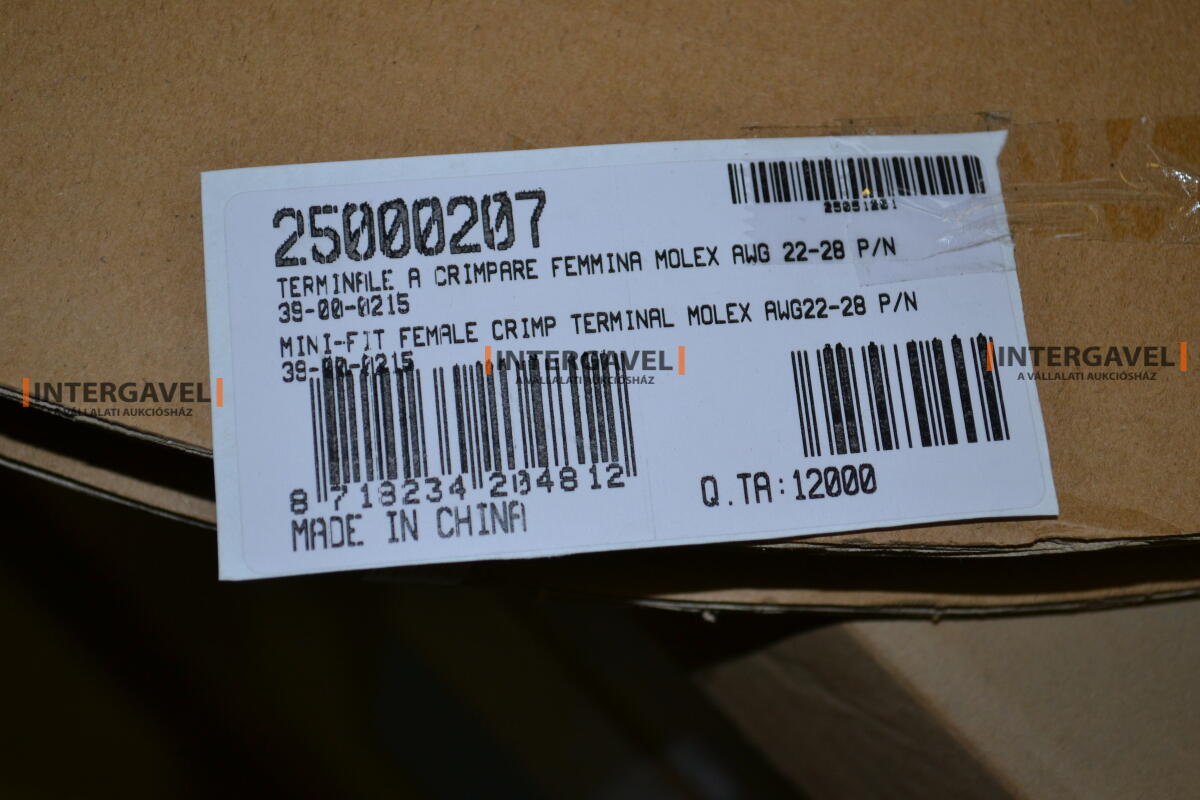 25000207
25051201
TERMINALE A CRIMPARE FEMMINA MOLEX AWG 22-28 P/N
39-00-0215
MINI-FIT FEMALE CRIMP TERMINAL MOLEX AWG22-28 P/N
39-00-0215
8 718234 204812
MADE IN CHINA
Q.TA:12000
INTERGAVEL
A VÁLLALATI AUKCIÓSHÁZ
INTERGAVEL
A VÁLLALATI AUKCIÓSHÁZ
INTERGAVEL
A VÁLLALATI AUKCIÓSHÁZ